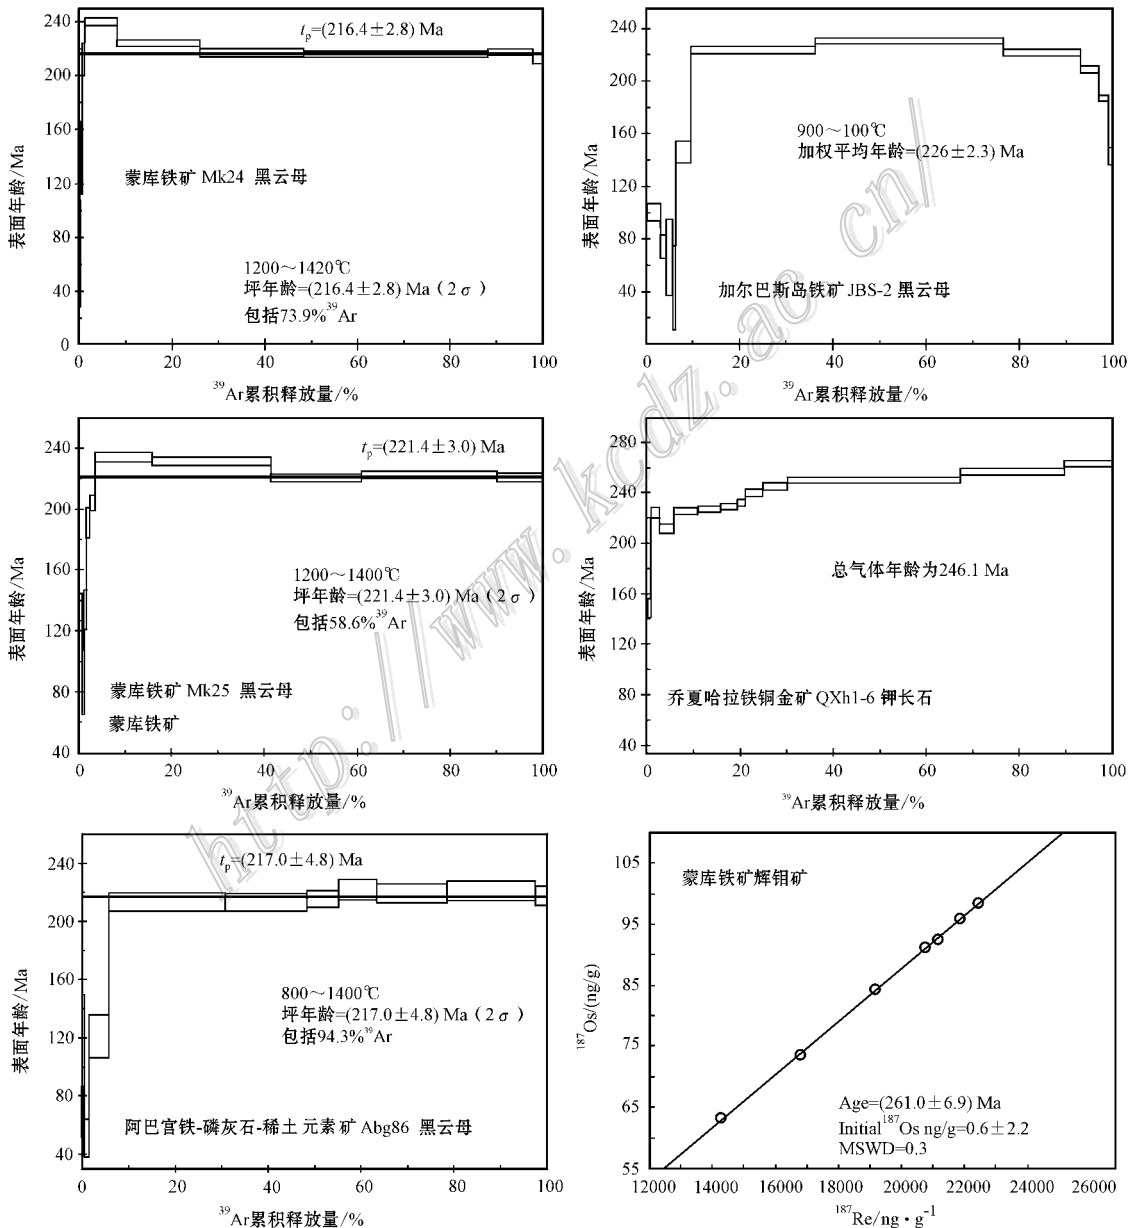 240
200
160
120
80
40
0
表面年龄/Ma
tp=(216.4±2.8) Ma
蒙库铁矿 Mk24 黑云母
1200～1420℃
坪年龄=(216.4±2.8) Ma（2σ）
包括73.9%³⁹Ar
0 20 40 60 80 100
³⁹Ar累积释放量/%
240
200
160
120
80
40
表面年龄/Ma
900～100℃
加权平均年龄=(226±2.3) Ma
加尔巴斯岛铁矿 JBS-2 黑云母
0 20 40 60 80 100
³⁹Ar累积释放量/%
240
200
160
120
80
40
表面年龄/Ma
tp=(221.4±3.0) Ma
1200～1400℃
坪年龄=(221.4±3.0) Ma（2σ）
包括58.6%³⁹Ar
蒙库铁矿 Mk25 黑云母
蒙库铁矿
0 20 40 60 80 100
³⁹Ar累积释放量/%
280
240
200
160
120
80
40
表面年龄/Ma
总气体年龄为246.1 Ma
乔夏哈拉铁铜金矿 QXh1-6 钾长石
0 20 40 60 80 100
³⁹Ar累积释放量/%
240
200
160
120
80
40
表面年龄/Ma
tp=(217.0±4.8) Ma
800～1400℃
坪年龄=(217.0±4.8) Ma（2σ）
包括94.3%³⁹Ar
阿巴宫铁-磷灰石-稀土元素矿 Abg86 黑云母
0 20 40 60 80 100
³⁹Ar累积释放量/%
105
95
85
75
65
55
¹⁸⁷Os/(ng/g)
蒙库铁矿辉钼矿
Age=(261.0±6.9) Ma
Initial¹⁸⁷Os ng/g=0.6±2.2
MSWD=0.3
12000 14000 16000 18000 20000 22000 24000 26000
¹⁸⁷Re/ng·g⁻¹
http://www.kcdz.ac.cn/